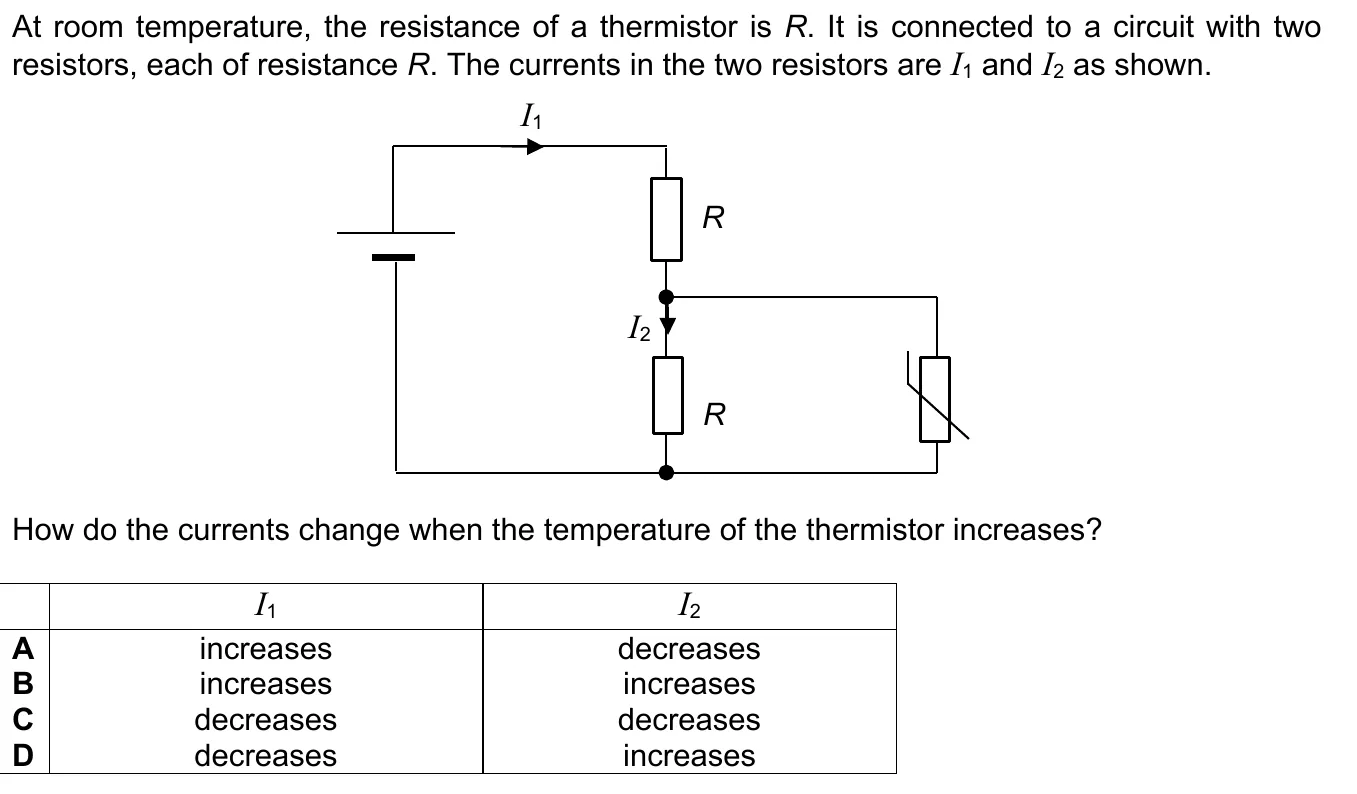 At room temperature, the resistance of a thermistor is R. It is connected to a circuit with two
resistors, each of resistance R. The currents in the two resistors are I₁ and I₂ as shown.
I₁
R
I₂
R
How do the currents change when the temperature of the thermistor increases?
I₁ I₂
A increases decreases
B increases increases
C decreases decreases
D decreases increases